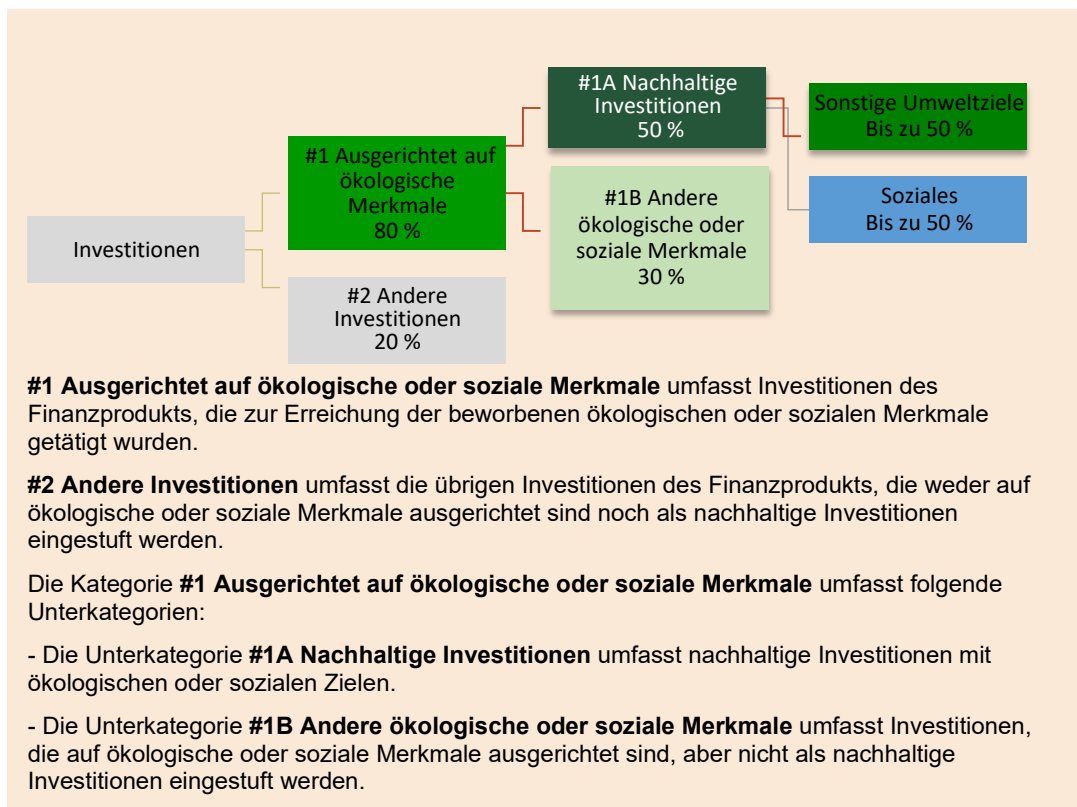 #1A Nachhaltige
Investitionen
50 %
Sonstige Umweltziele
Bis zu 50 %
#1 Ausgerichtet auf
ökologische
Merkmale
80 %
#1B Andere
ökologische oder
soziale Merkmale
30 %
Soziales
Bis zu 50 %
Investitionen
#2 Andere
Investitionen
20 %
#1 Ausgerichtet auf ökologische oder soziale Merkmale umfasst Investitionen des
Finanzprodukts, die zur Erreichung der beworbenen ökologischen oder sozialen Merkmale
getätigt wurden.
#2 Andere Investitionen umfasst die übrigen Investitionen des Finanzprodukts, die weder auf
ökologische oder soziale Merkmale ausgerichtet sind noch als nachhaltige Investitionen
eingestuft werden.
Die Kategorie #1 Ausgerichtet auf ökologische oder soziale Merkmale umfasst folgende
Unterkategorien:
- Die Unterkategorie #1A Nachhaltige Investitionen umfasst nachhaltige Investitionen mit
ökologischen oder sozialen Zielen.
- Die Unterkategorie #1B Andere ökologische oder soziale Merkmale umfasst Investitionen,
die auf ökologische oder soziale Merkmale ausgerichtet sind, aber nicht als nachhaltige
Investitionen eingestuft werden.